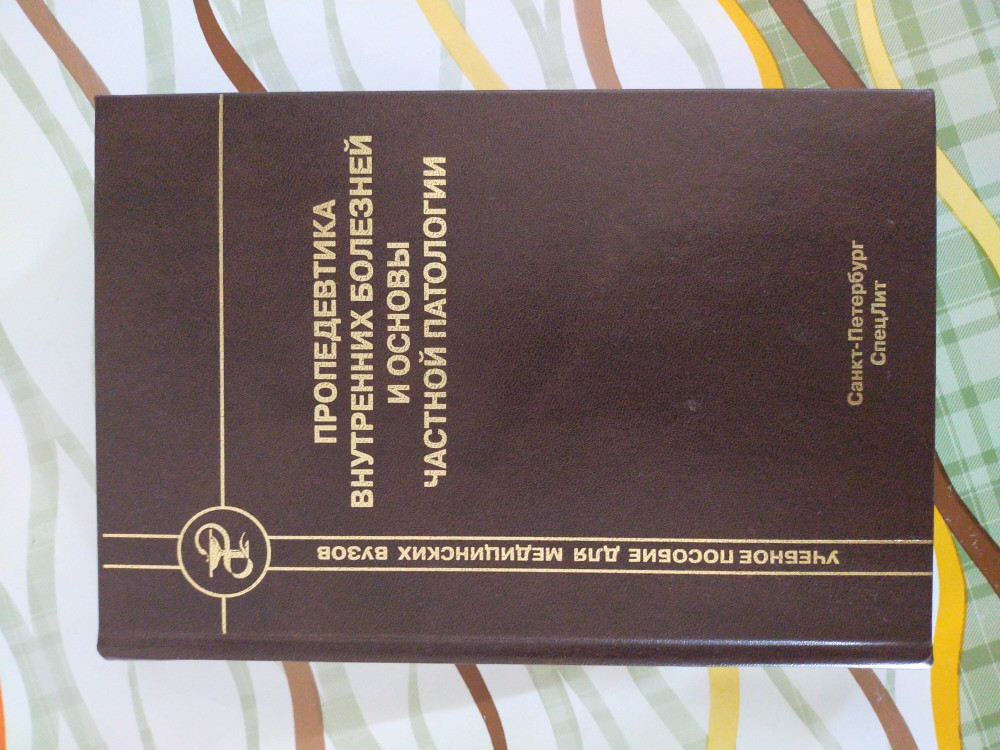 ПРОПЕДЕВТИКА
ВНУТРЕННИХ БОЛЕЗНЕЙ
И ОСНОВЫ
ЧАСТНОЙ ПАТОЛОГИИ
Санкт-Петербург
СпецЛит
УЧЕБНОЕ ПОСОБИЕ ДЛЯ МЕДИЦИНСКИХ ВУЗОВ